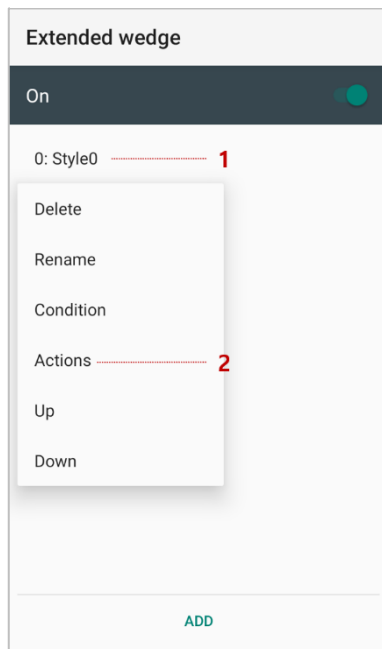 Extended wedge
On
0: Style0 1
Delete
Rename
Condition
Actions 2
Up
Down
ADD